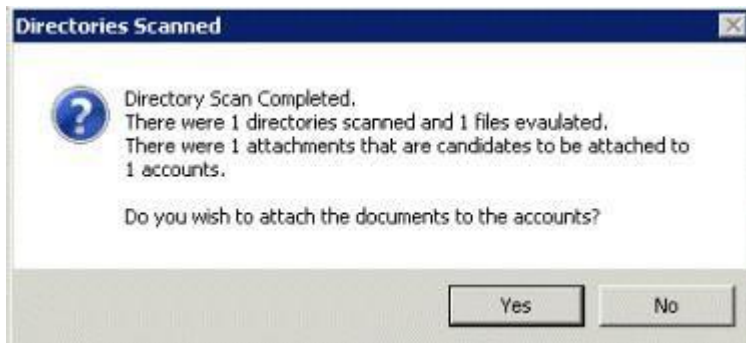 Directories Scanned
Directory Scan Completed.
There were 1 directories scanned and 1 files evaulated.
There were 1 attachments that are candidates to be attached to
1 accounts.
Do you wish to attach the documents to the accounts?
Yes No